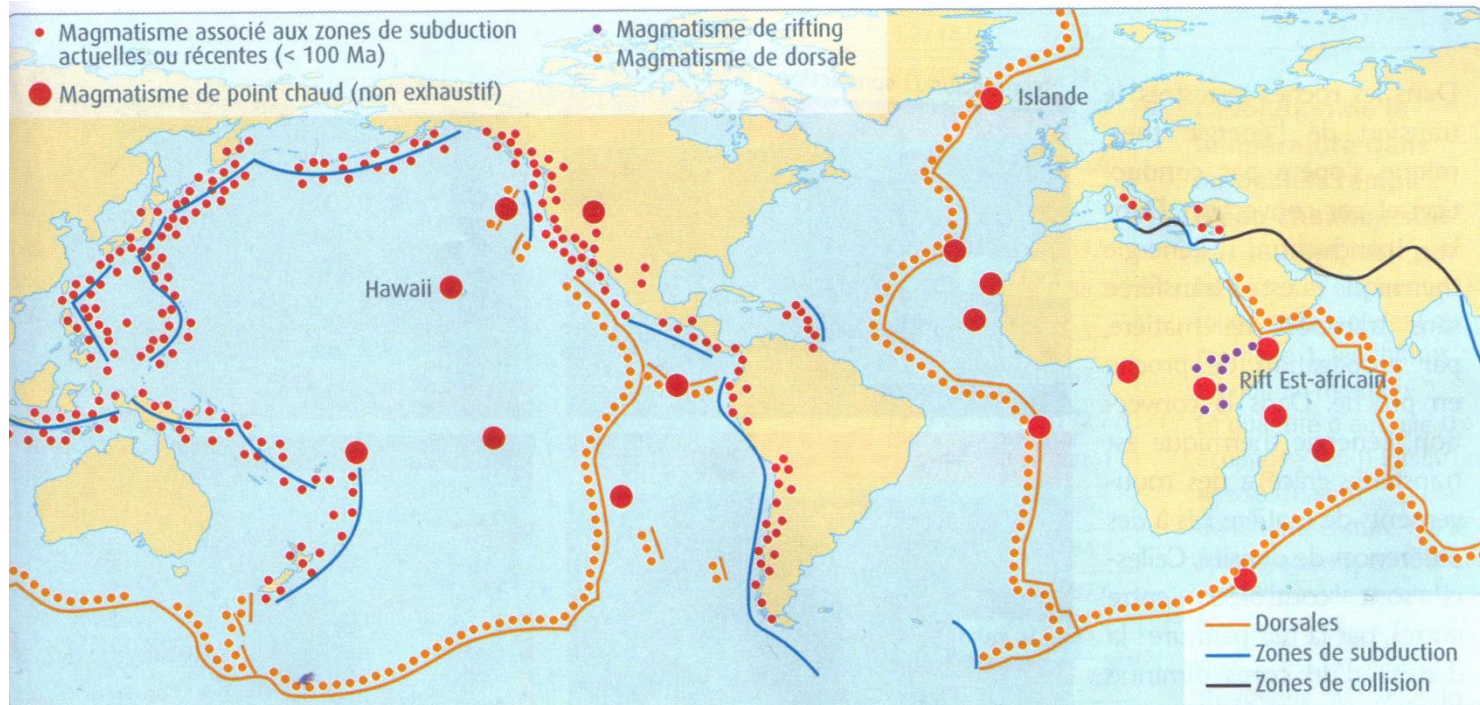 Magmatisme associé aux zones de subduction
actuelles ou récentes (< 100 Ma)
Magmatisme de point chaud (non exhaustif)
Magmatisme de rifting
Magmatisme de dorsale
Islande
Hawaii
Rift Est-africain
Dorsales
Zones de subduction
Zones de collision